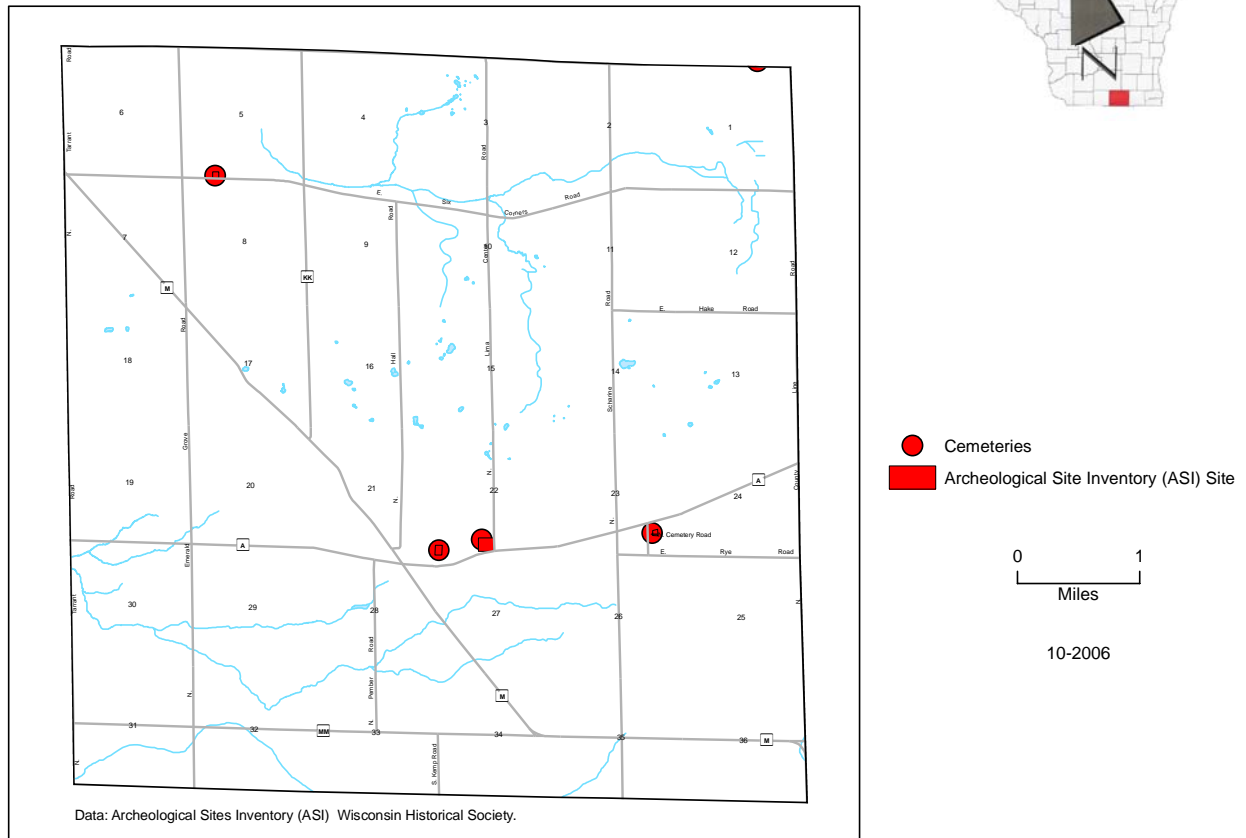 N
Road
6
5
4
3
2
1
Tarrant
Road
E.
Six
Corners
Road
Road
N.
7
8
9
Centre
10
11
12
M
KK
Road
Road
E.
Hake
Road
Road
18
17
16
Hall
Lima
15
14
13
Scharine
Line
Grove
19
Road
20
21
N.
N.
22
23
N.
24
A
County
Cemetery Road
A
Emerald
E.
Rye
Road
Tarrant
30
29
28
27
26
25
N.
Road
Pember
N.
N.
M
31
32
MM
33
34
35
36
M
N.
S. Kemp Road
Data: Archeological Sites Inventory (ASI) Wisconsin Historical Society.
Cemeteries
Archeological Site Inventory (ASI) Site
0 1
Miles
10-2006